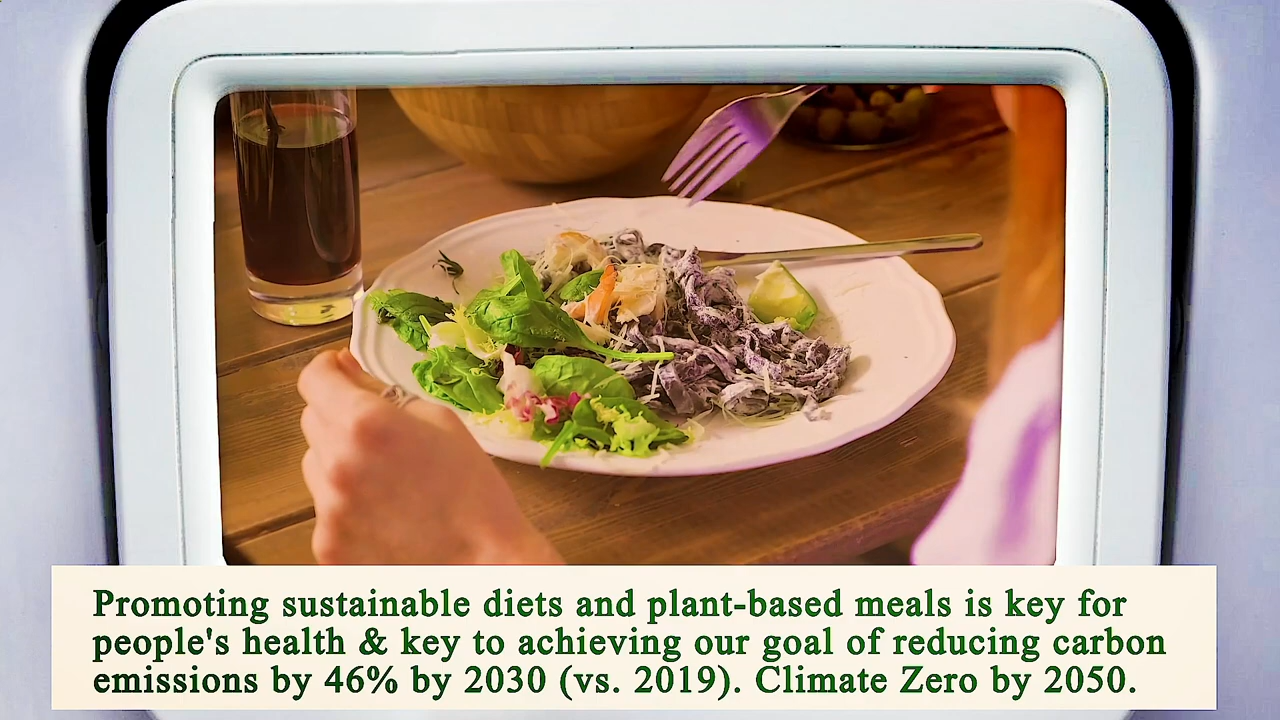 Promoting sustainable diets and plant-based meals is key for
people's health & key to achieving our goal of reducing carbon
emissions by 46% by 2030 (vs. 2019). Climate Zero by 2050.